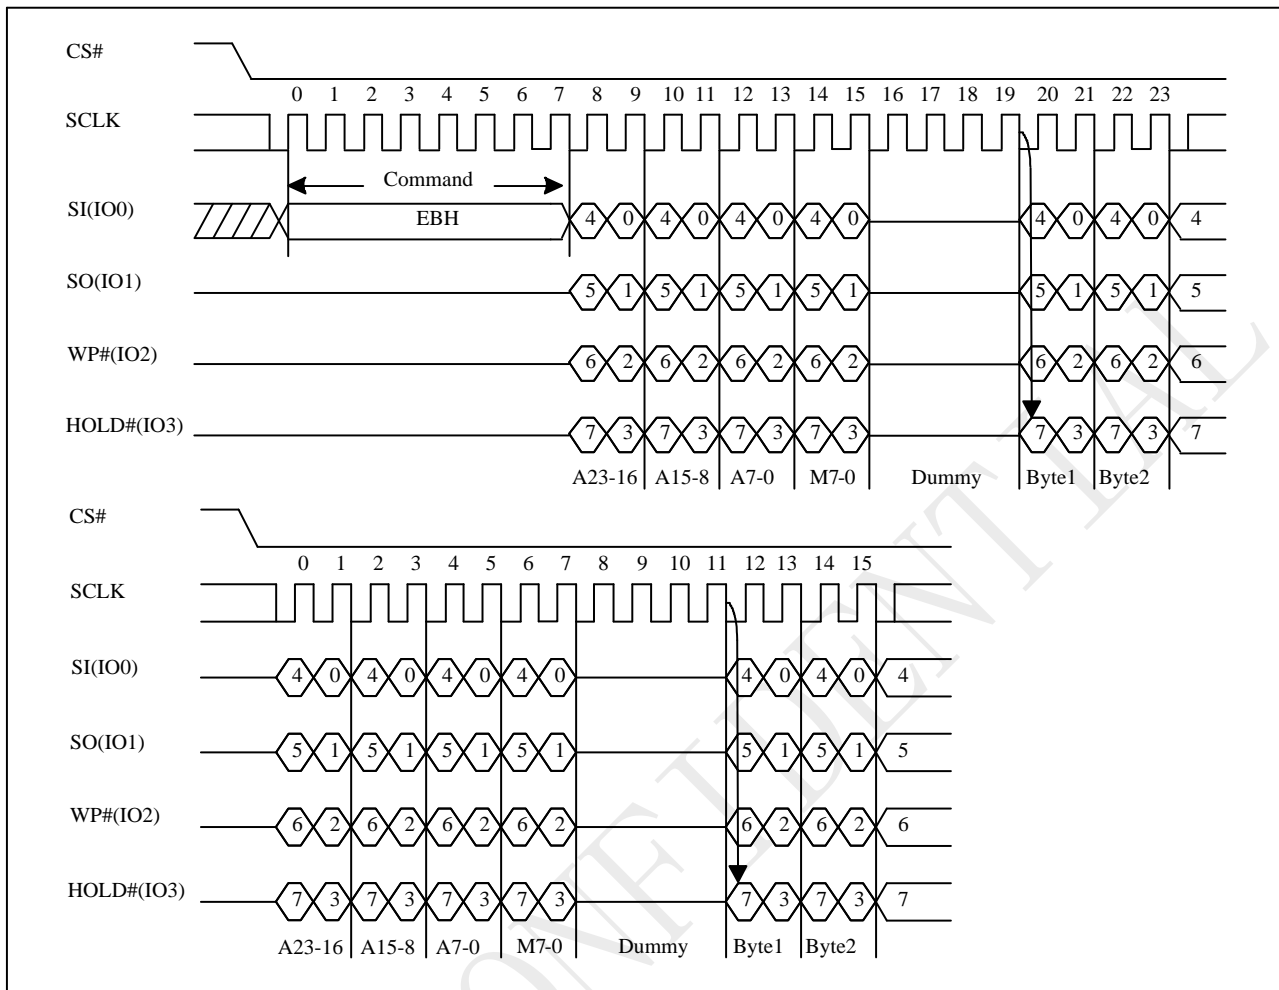 CS#
0 1 2 3 4 5 6 7 8 9 10 11 12 13 14 15 16 17 18 19 20 21 22 23
SCLK
Command
SI(IO0) EBH 4 0 4 0 4 0 4 0 4 0 4 0 4
SO(IO1) 5 1 5 1 5 1 5 1 5 1 5 1 5
WP#(IO2) 6 2 6 2 6 2 6 2 6 2 6 2 6
HOLD#(IO3) 7 3 7 3 7 3 7 3 7 3 7 3 7
A23-16 A15-8 A7-0 M7-0 Dummy Byte1 Byte2
CS#
0 1 2 3 4 5 6 7 8 9 10 11 12 13 14 15
SCLK
SI(IO0) 4 0 4 0 4 0 4 0 4 0 4 0 4
SO(IO1) 5 1 5 1 5 1 5 1 5 1 5 1 5
WP#(IO2) 6 2 6 2 6 2 6 2 6 2 6 2 6
HOLD#(IO3) 7 3 7 3 7 3 7 3 7 3 7 3 7
A23-16 A15-8 A7-0 M7-0 Dummy Byte1 Byte2
ONFIDENTIAL